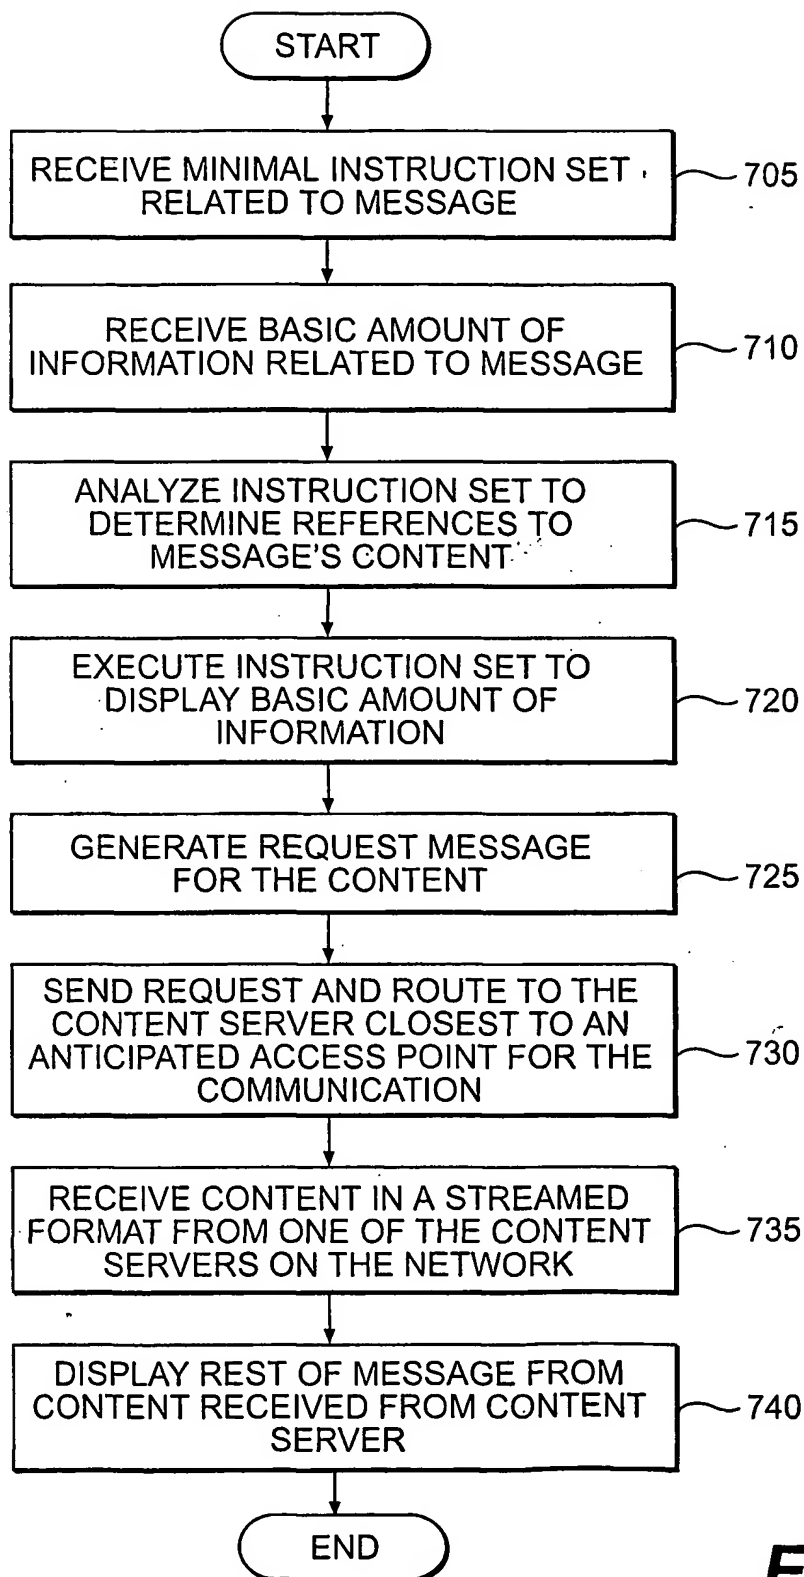 START
RECEIVE MINIMAL INSTRUCTION SET
RELATED TO MESSAGE
705
RECEIVE BASIC AMOUNT OF
INFORMATION RELATED TO MESSAGE
710
ANALYZE INSTRUCTION SET TO
DETERMINE REFERENCES TO
MESSAGE'S CONTENT
715
EXECUTE INSTRUCTION SET TO
DISPLAY BASIC AMOUNT OF
INFORMATION
720
GENERATE REQUEST MESSAGE
FOR THE CONTENT
725
SEND REQUEST AND ROUTE TO THE
CONTENT SERVER CLOSEST TO AN
ANTICIPATED ACCESS POINT FOR THE
COMMUNICATION
730
RECEIVE CONTENT IN A STREAMED
FORMAT FROM ONE OF THE CONTENT
SERVERS ON THE NETWORK
735
DISPLAY REST OF MESSAGE FROM
CONTENT RECEIVED FROM CONTENT
SERVER
740
END